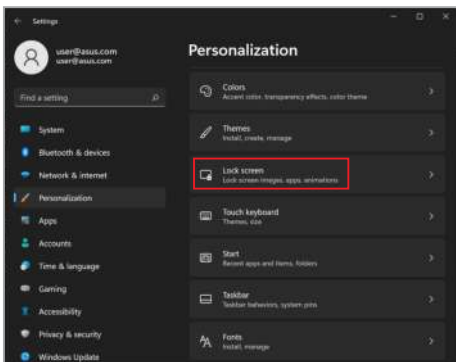 Settings
user@asus.com
user@asus.com
Find a setting
System
Bluetooth & devices
Network & internet
Personalization
Apps
Accounts
Time & language
Gaming
Accessibility
Privacy & security
Windows Update
Personalization
Colors
Accent color, transparency effects, color theme
Themes
Install, create, manage
Lock screen
Lock screen images, apps, animations
Touch keyboard
Themes, size
Start
Recent apps and items, folders
Taskbar
Taskbar behaviors, system pins
Fonts
Install, manage